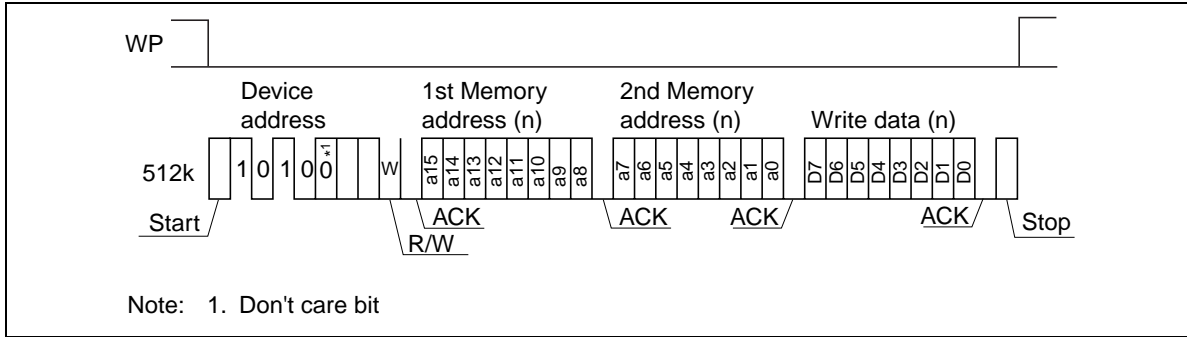 WP
Device address
1st Memory address (n)
2nd Memory address (n)
Write data (n)
512k
1 0 1 0 0 *1 W a15 a14 a13 a12 a11 a10 a9 a8 a7 a6 a5 a4 a3 a2 a1 a0 D7 D6 D5 D4 D3 D2 D1 D0
Start
R/W
ACK
ACK
ACK
ACK
Stop
Note: 1. Don't care bit